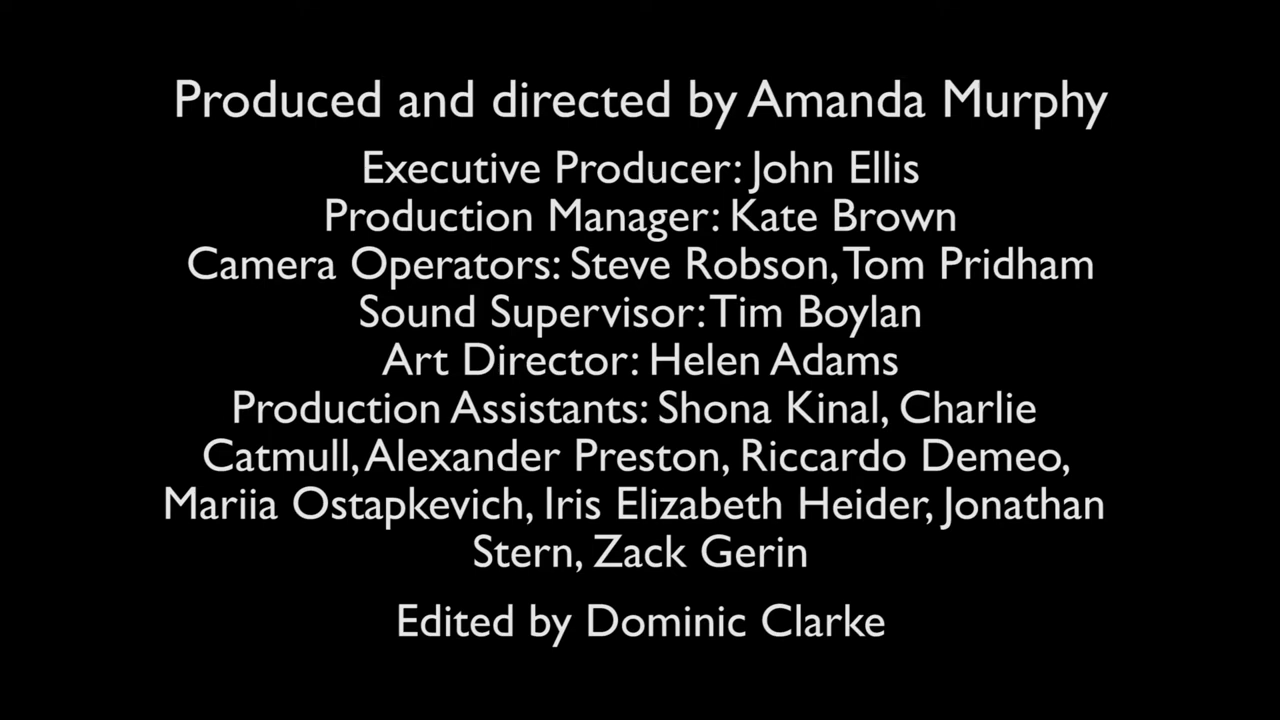 Produced and directed by Amanda Murphy
Executive Producer: John Ellis
Production Manager: Kate Brown
Camera Operators: Steve Robson, Tom Pridham
Sound Supervisor: Tim Boylan
Art Director: Helen Adams
Production Assistants: Shona Kinal, Charlie
Catmull, Alexander Preston, Riccardo Demeo,
Mariia Ostapkevich, Iris Elizabeth Heider, Jonathan
Stern, Zack Gerin
Edited by Dominic Clarke